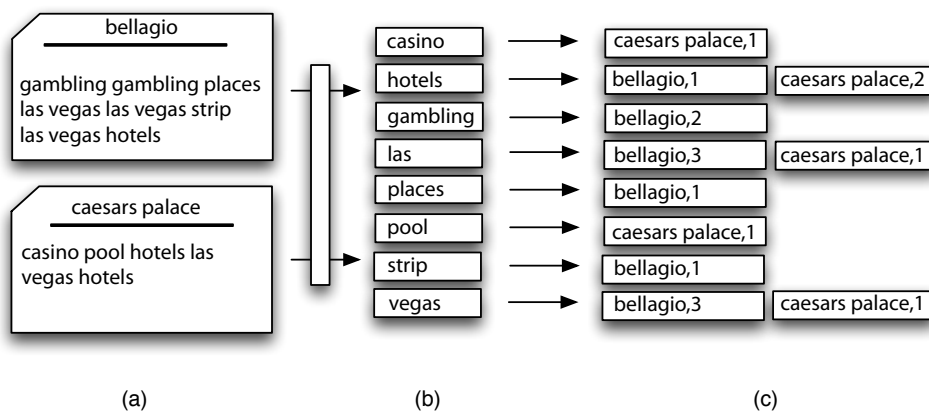 bellagio
gambling gambling places
las vegas las vegas strip
las vegas hotels
caesars palace
casino pool hotels las
vegas hotels
casino
hotels
gambling
las
places
pool
strip
vegas
caesars palace,1
bellagio,1 caesars palace,2
bellagio,2
bellagio,3 caesars palace,1
bellagio,1
caesars palace,1
bellagio,1
bellagio,3 caesars palace,1
(a) (b) (c)